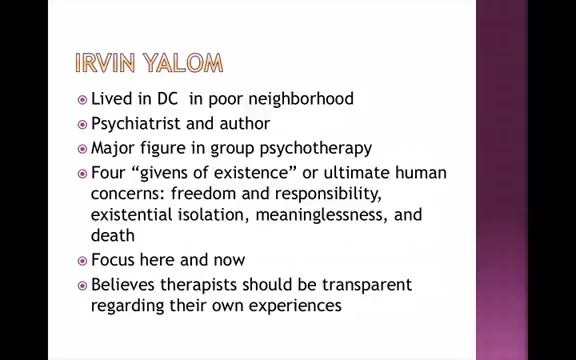 IRVIN YALOM
Lived in DC in poor neighborhood
Psychiatrist and author
Major figure in group psychotherapy
Four “givens of existence” or ultimate human
concerns: freedom and responsibility,
existential isolation, meaninglessness, and
death
Focus here and now
Believes therapists should be transparent
regarding their own experiences